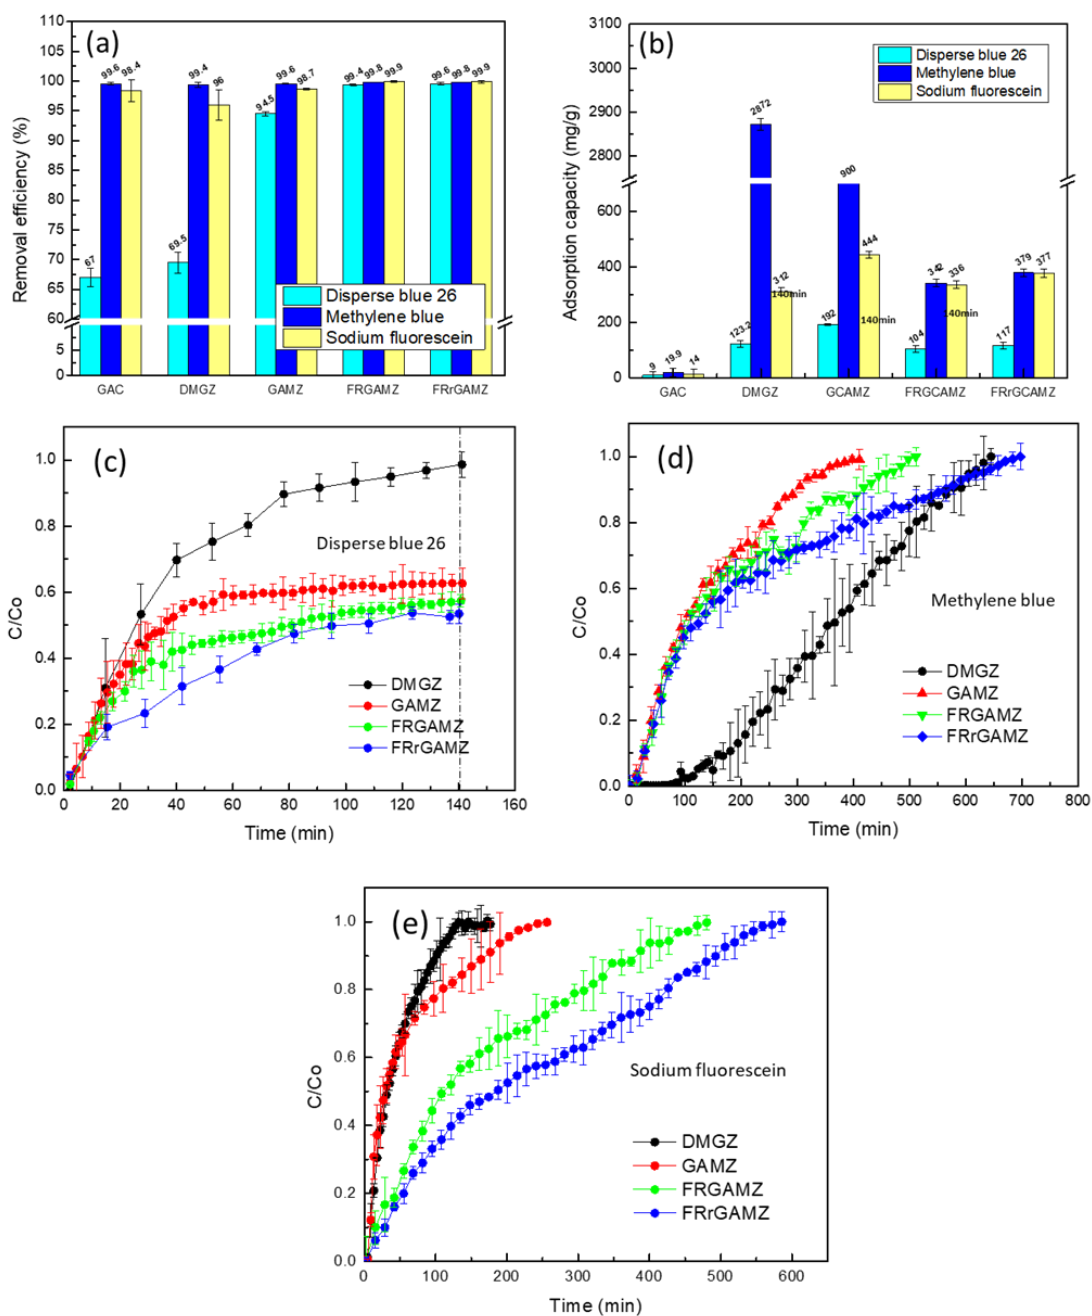 (a)
110
105
100
95
90
85
80
75
70
65
60
5
0
Removal efficiency (%)
67
99.6
98.4
69.5
99.4
96
94.5
99.6
98.7
99.4
99.8
99.9
99.6
99.8
99.9
Disperse blue 26
Methylene blue
Sodium fluorescein
GAC DMGZ GAMZ FRGAMZ FRrGAMZ
(b)
3100
3000
2900
2800
600
400
200
0
Adsorption capacity (mg/g)
Disperse blue 26
Methylene blue
Sodium fluorescein
9
19.9
14
123.2
2872
312
140min
192
900
444
140min
104
342
336
140min
117
379
377
GAC DMGZ GCAMZ FRGCAMZ FRrGCAMZ
(c)
1.0
0.8
0.6
0.4
0.2
0.0
C/Co
Disperse blue 26
DMGZ
GAMZ
FRGAMZ
FRrGAMZ
0 20 40 60 80 100 120 140 160
Time (min)
(d)
1.0
0.8
0.6
0.4
0.2
0.0
C/Co
Methylene blue
DMGZ
GAMZ
FRGAMZ
FRrGAMZ
0 100 200 300 400 500 600 700 800
Time (min)
(e)
1.0
0.8
0.6
0.4
0.2
0.0
C/Co
Sodium fluorescein
DMGZ
GAMZ
FRGAMZ
FRrGAMZ
0 100 200 300 400 500 600
Time (min)